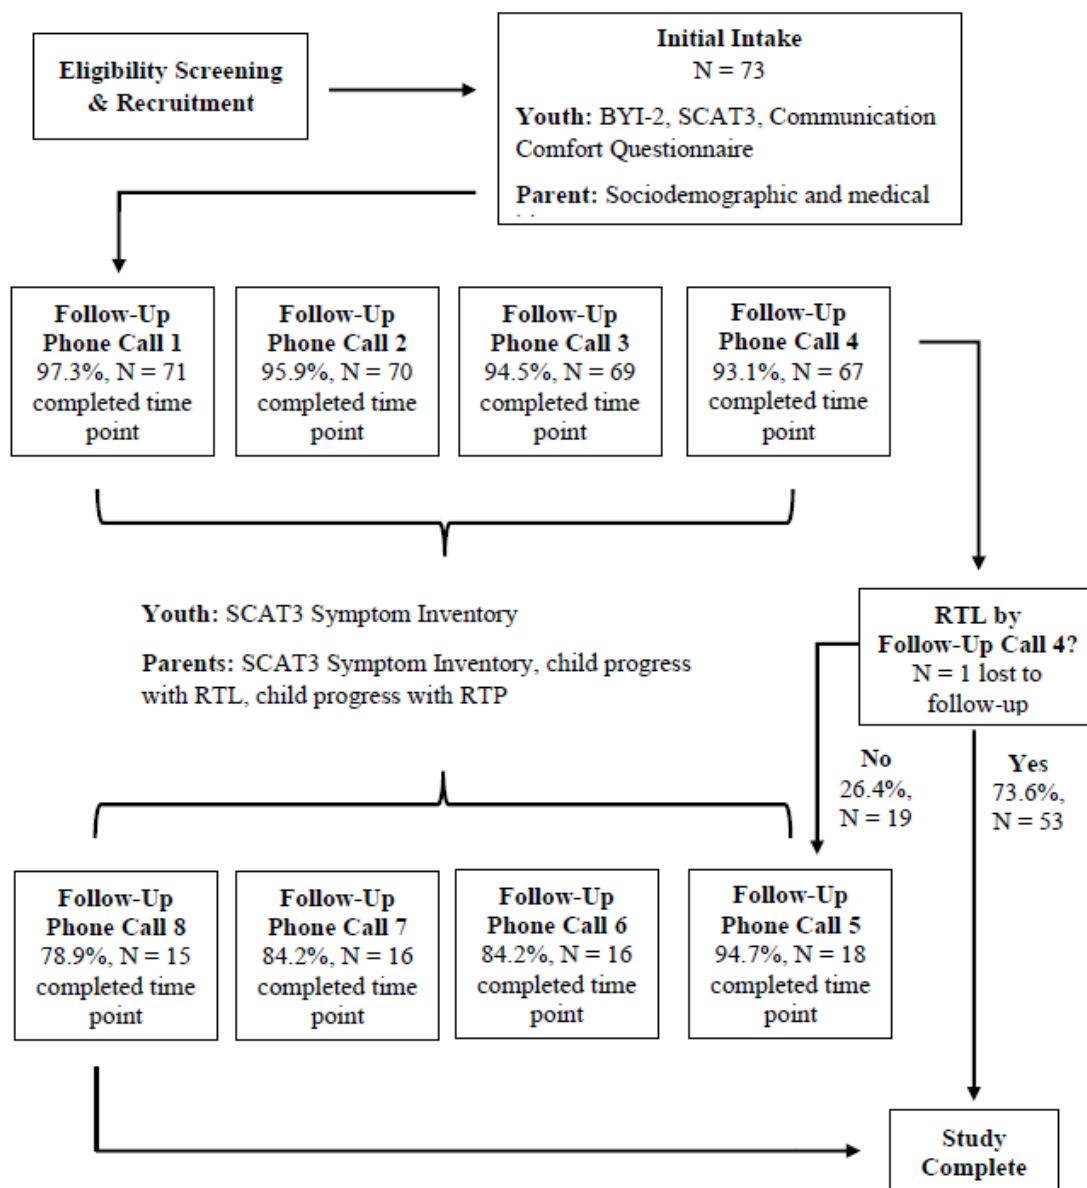 Eligibility Screening
& Recruitment
Initial Intake
N = 73
Youth: BYI-2, SCAT3, Communication
Comfort Questionnaire
Parent: Sociodemographic and medical
Follow-Up
Phone Call 1
97.3%, N = 71
completed time
point
Follow-Up
Phone Call 2
95.9%, N = 70
completed time
point
Follow-Up
Phone Call 3
94.5%, N = 69
completed time
point
Follow-Up
Phone Call 4
93.1%, N = 67
completed time
point
Youth: SCAT3 Symptom Inventory
Parents: SCAT3 Symptom Inventory, child progress
with RTL, child progress with RTP
RTL by
Follow-Up Call 4?
N = 1 lost to
follow-up
No
26.4%,
N = 19
Yes
73.6%,
N = 53
Follow-Up
Phone Call 8
78.9%, N = 15
completed time
point
Follow-Up
Phone Call 7
84.2%, N = 16
completed time
point
Follow-Up
Phone Call 6
84.2%, N = 16
completed time
point
Follow-Up
Phone Call 5
94.7%, N = 18
completed time
point
Study
Complete